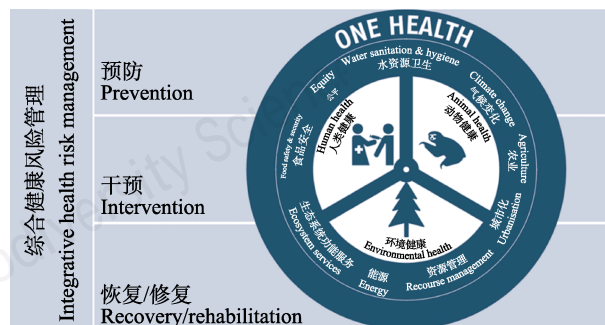 综合健康风险管理
Integrative health risk management
预防
Prevention
干预
Intervention
恢复/修复
Recovery/rehabilitation
ONE HEALTH
Water sanitation & hygiene
水资源卫生
Equity
公平
Climate change
气候变化
Food safety & security
食品安全
Human health
人类健康
Animal health
动物健康
Agriculture
农业
城市化
Urbanisation
环境健康
Environmental health
生态系统功能服务
Ecosystem services
能源
Energy
资源管理
Recourse management